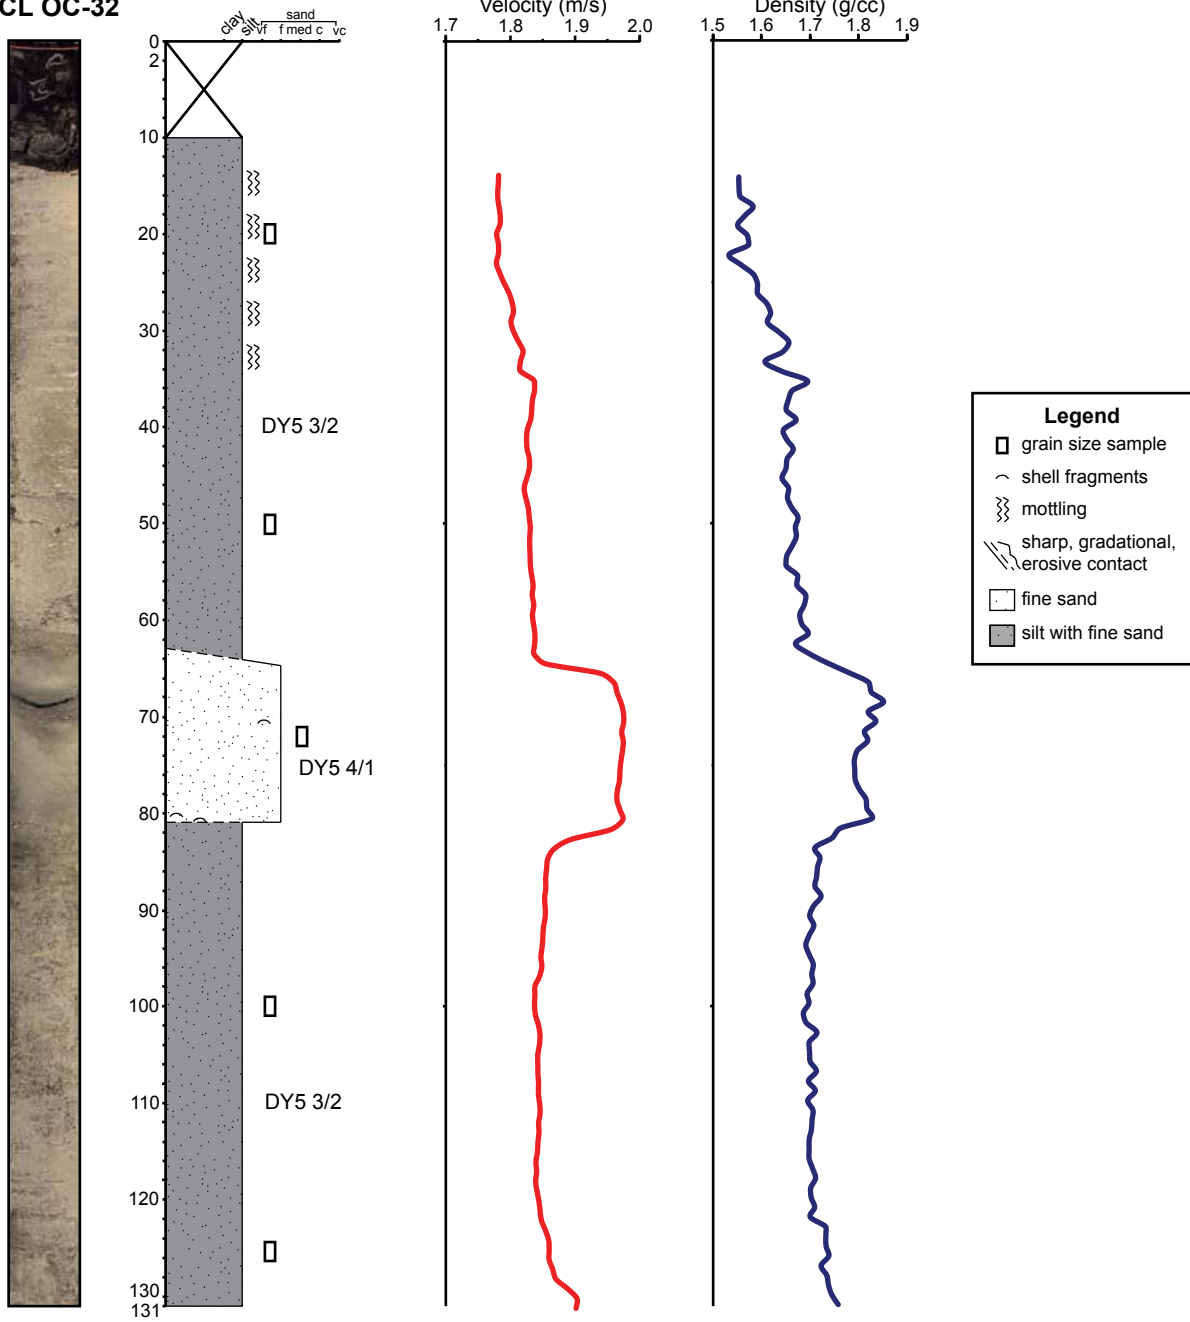 CL OC-32
clay
silt
sand
vf f med c vc
Velocity (m/s)
1.7 1.8 1.9 2.0
Density (g/cc)
1.5 1.6 1.7 1.8 1.9
0
2
10
20
30
40
50
60
70
80
90
100
110
120
130
131
DY5 3/2
DY5 4/1
DY5 3/2
Legend
grain size sample
shell fragments
mottling
sharp, gradational,
erosive contact
fine sand
silt with fine sand